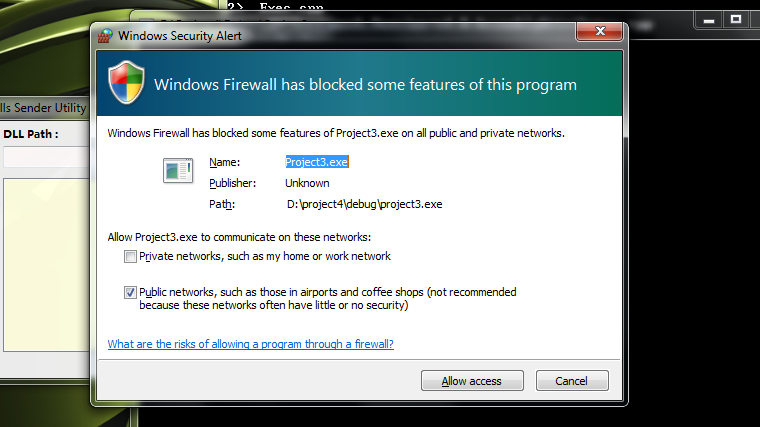 2> Exec spp
Windows Security Alert
Windows Firewall has blocked some features of this program
lls Sender Utility
DLL Path :
Windows Firewall has blocked some features of Project3.exe on all public and private networks.
Name: Project3.exe
Publisher: Unknown
Path: D:\project4\debug\project3.exe
Allow Project3.exe to communicate on these networks:
Private networks, such as my home or work network
Public networks, such as those in airports and coffee shops (not recommended
because these networks often have little or no security)
What are the risks of allowing a program through a firewall?
Allow access Cancel